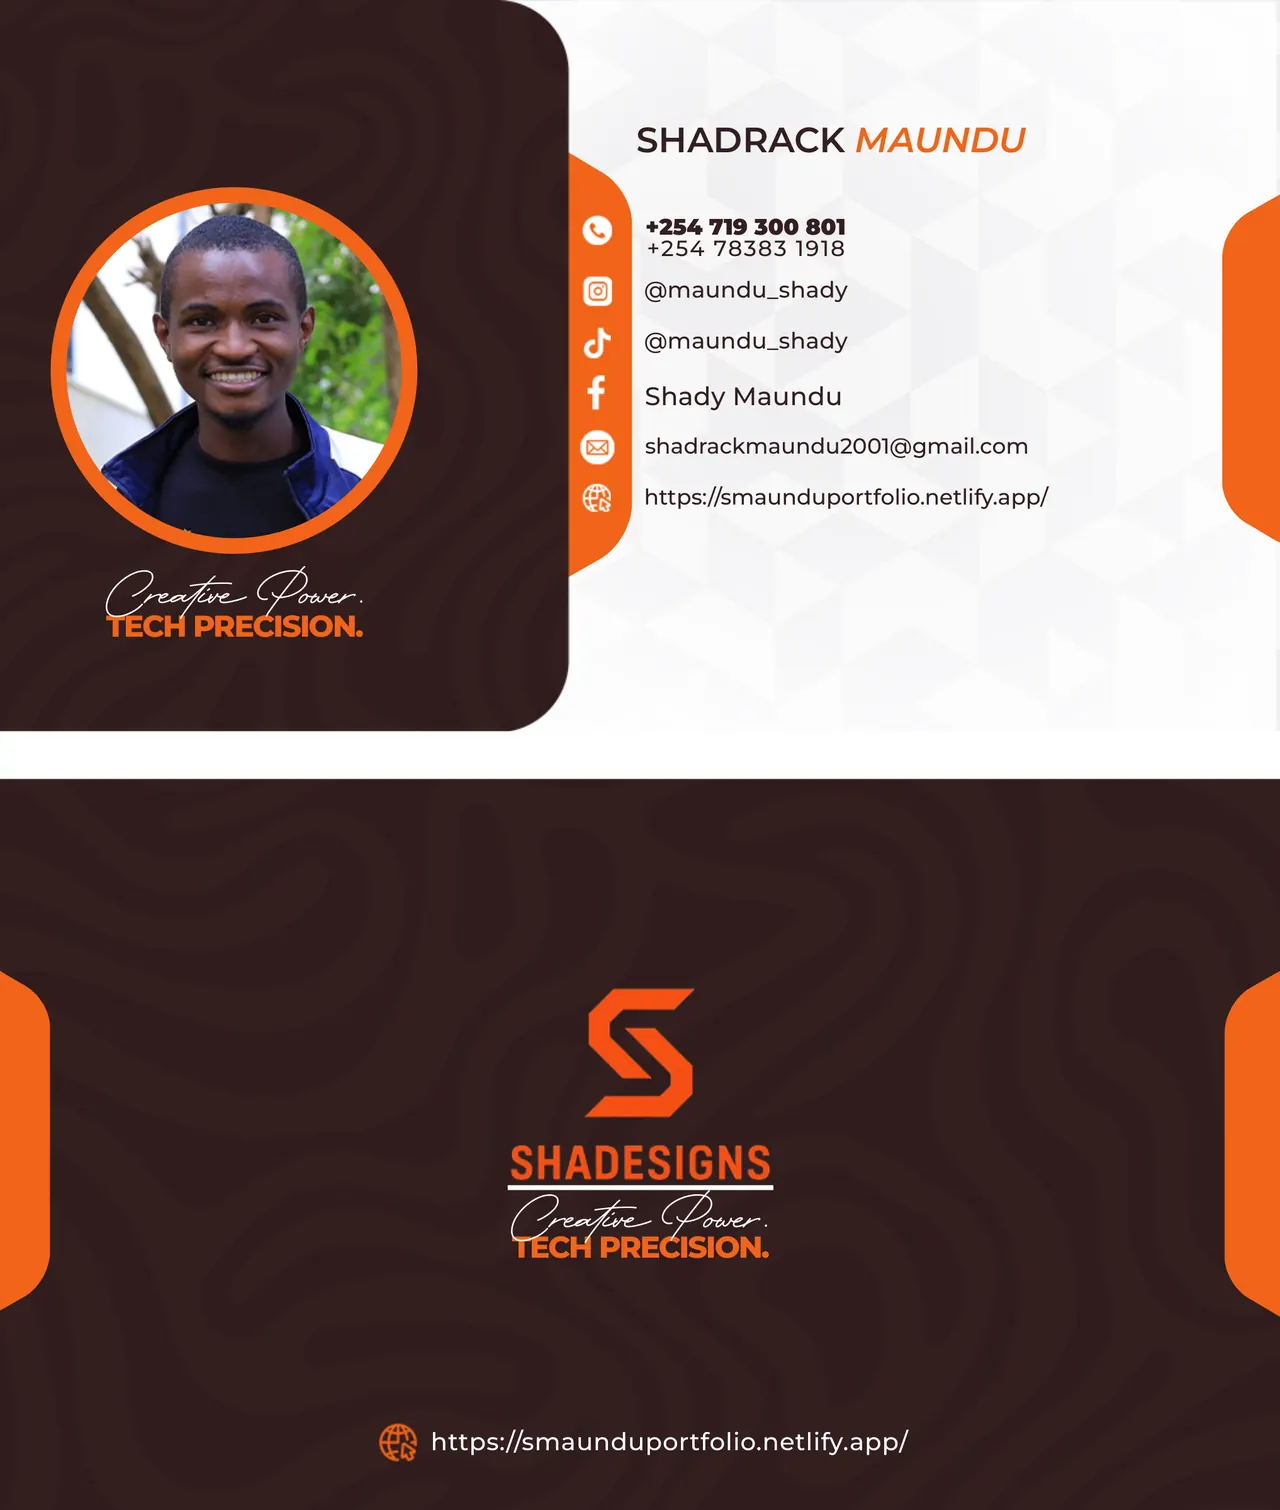 SHADRACK MAUNDU
+254 719 300 801
+254 78383 1918
@maundu_shady
@maundu_shady
Shady Maundu
shadrackmaundu2001@gmail.com
https://smaunduportfolio.netlify.app/
Creative Power.
TECH PRECISION.
SHADESIGNS
Creative Power.
TECH PRECISION.
https://smaunduportfolio.netlify.app/